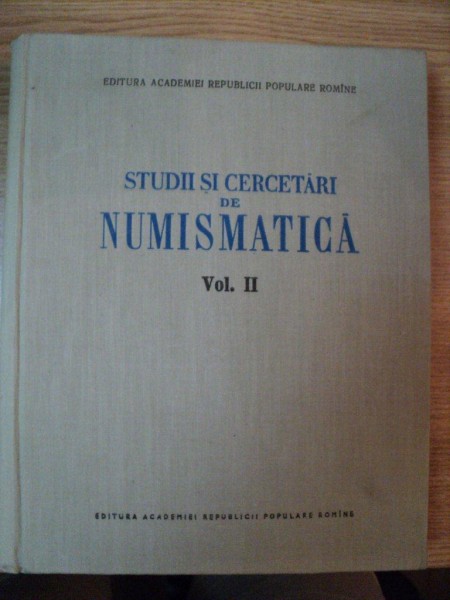 EDITURA ACADEMIEI REPUBLICII POPULARE ROMÎNE
STUDII ȘI CERCETĂRI
DE
NUMISMATICĂ
Vol. II
EDITURA ACADEMIEI REPUBLICII POPULARE ROMÎNE